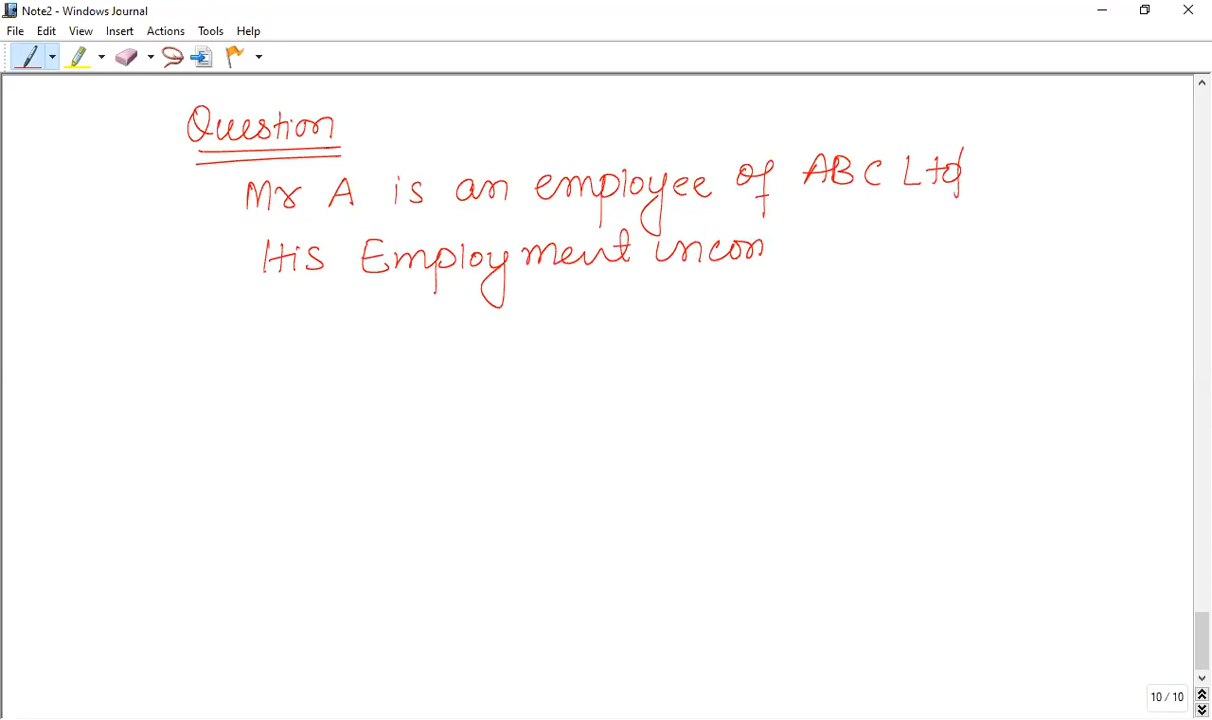 Note2 - Windows Journal
File Edit View Insert Actions Tools Help
Question
Mr A is an employee of ABC Ltd
His Employment incom
10 / 10